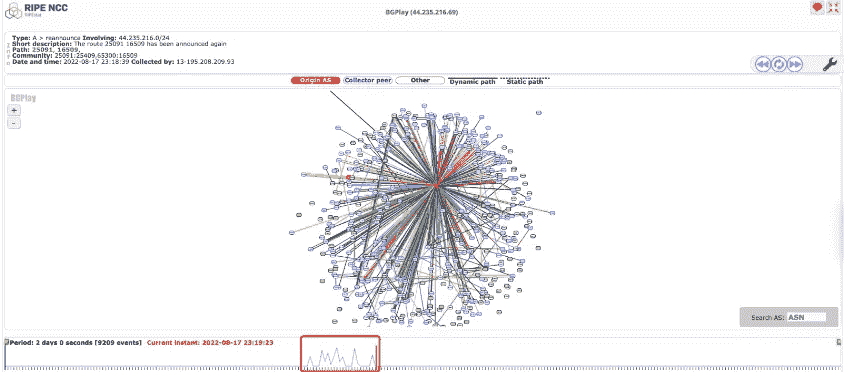 RIPE NCC
RIPEstat
BGPlay (44.235.216.69)
Type: A > reannounce Involving: 44.235.216.0/24
Short description: The route 25091 16509 has been announced again
Path: 25091, 16509,
Community: 25091:25409,65300:16509
Date and time: 2022-08-17 23:18:39 Collected by: 13-195.208.209.93
Origin AS
Collector peer
Other
Dynamic path
Static path
BGPlay
+
-
Search AS: ASN
Period: 2 days 0 seconds [9209 events] Current instant: 2022-08-17 23:19:23